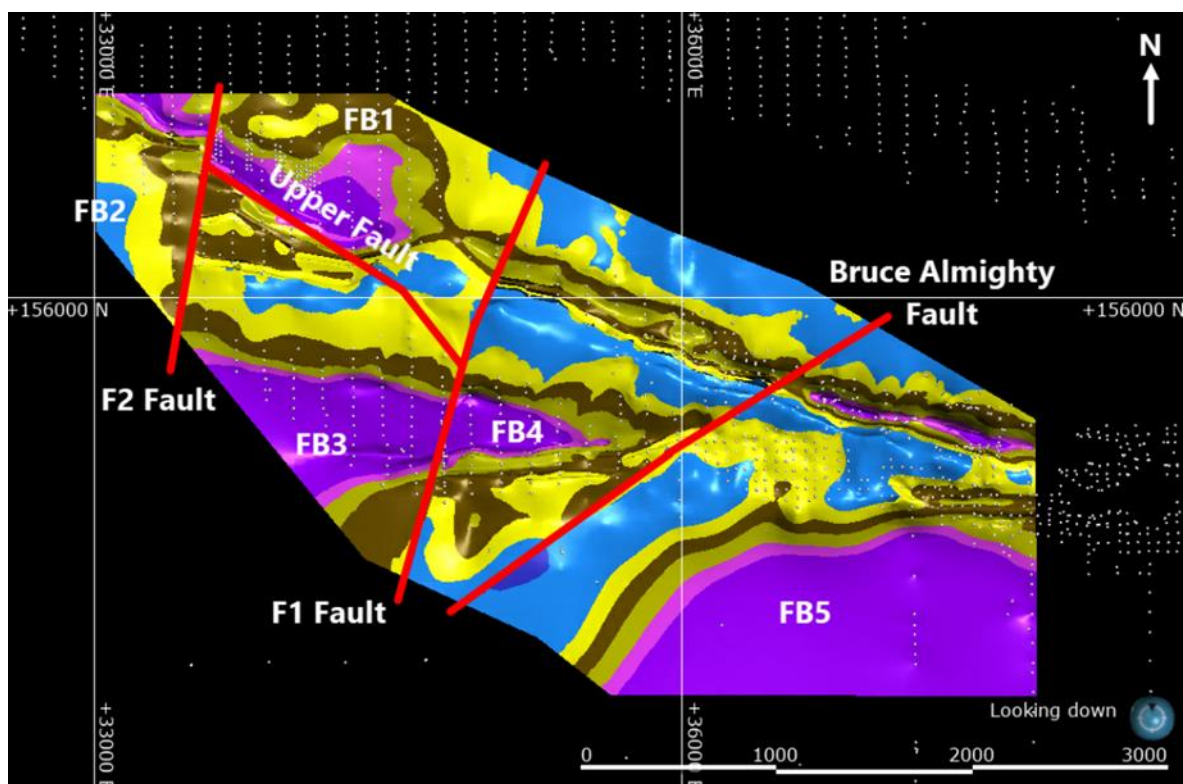 +33000 E
+36000 E
N
FB1
Upper Fault
FB2
Bruce Almighty
Fault
+156000 N
+156000 N
F2 Fault
FB3
FB4
F1 Fault
FB5
Looking down
+33000 E
+36000 E
0 1000 2000 3000